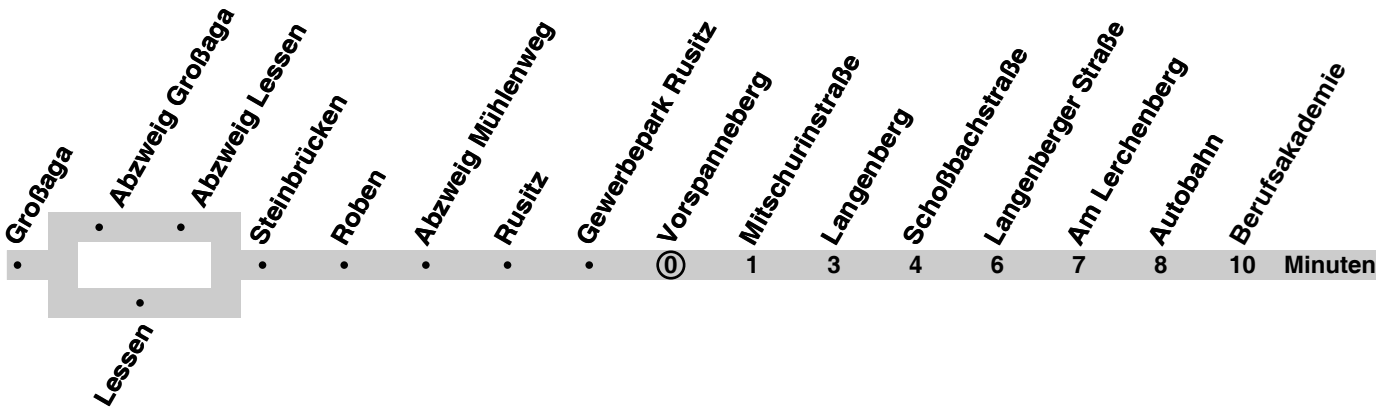 Großaga
Abzweig Großaga
Abzweig Lessen
Lessen
Steinbrücken
Roben
Abzweig Mühlenweg
Rusitz
Gewerbepark Rusitz
Vorspanneberg
Mitschurinstraße
Langenberg
Schoßbachstraße
Langenberger Straße
Am Lerchenberg
Autobahn
Berufsakademie
0 1 3 4 6 7 8 10 Minuten